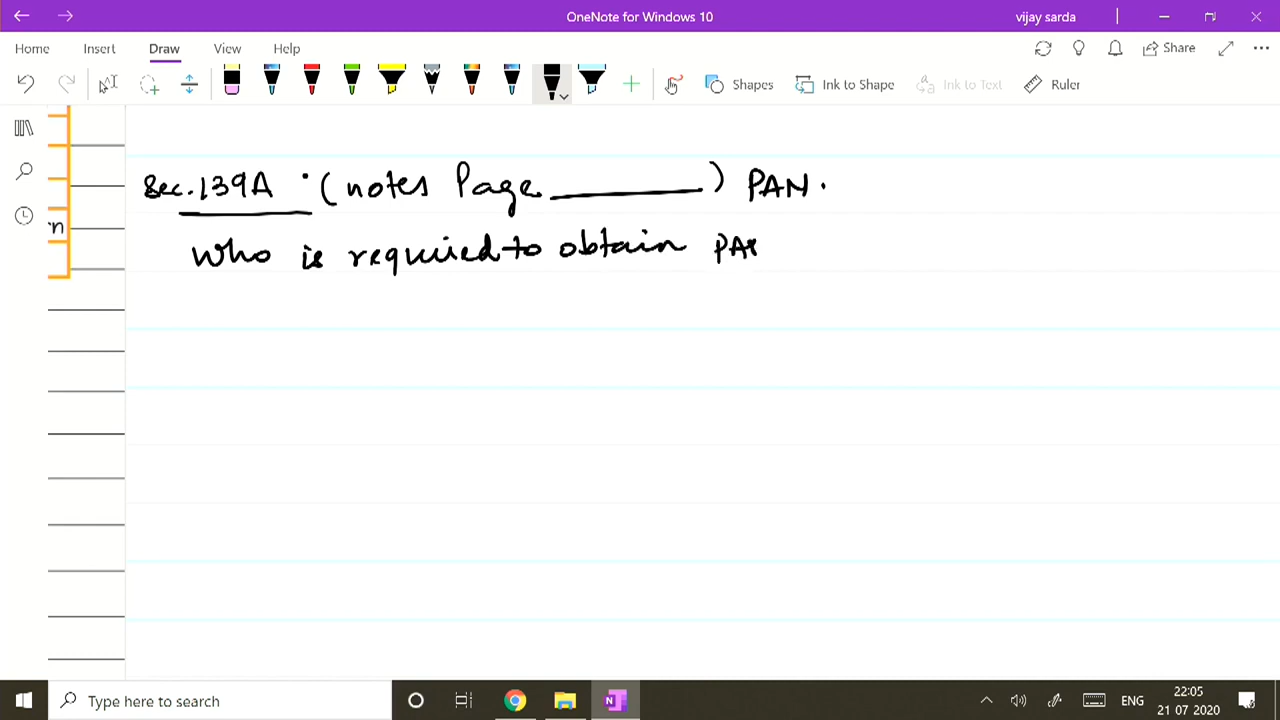 OneNote for Windows 10
vijay sarda
Home Insert Draw View Help
Share
Shapes Ink to Shape Ink to Text Ruler
Sec. 139A (notes Page ________) PAN.
Who is required to obtain PAN
n
Type here to search
ENG
22:05
21 07 2020